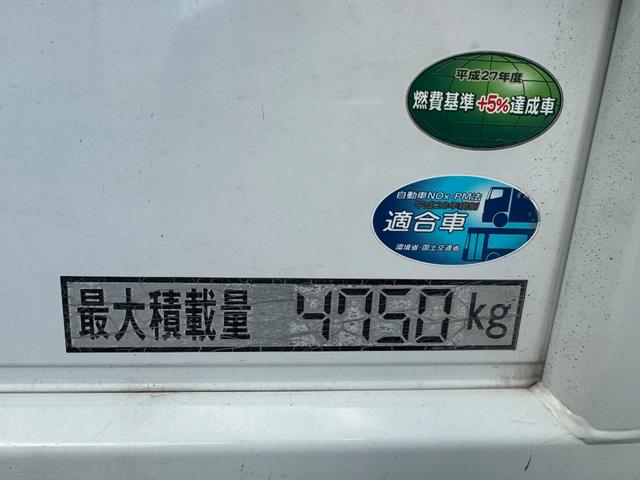 平成27年度
燃費基準+5%達成車
自動車NOx・PM法
適合車
環境省・国土交通省
最大積載量 4750kg